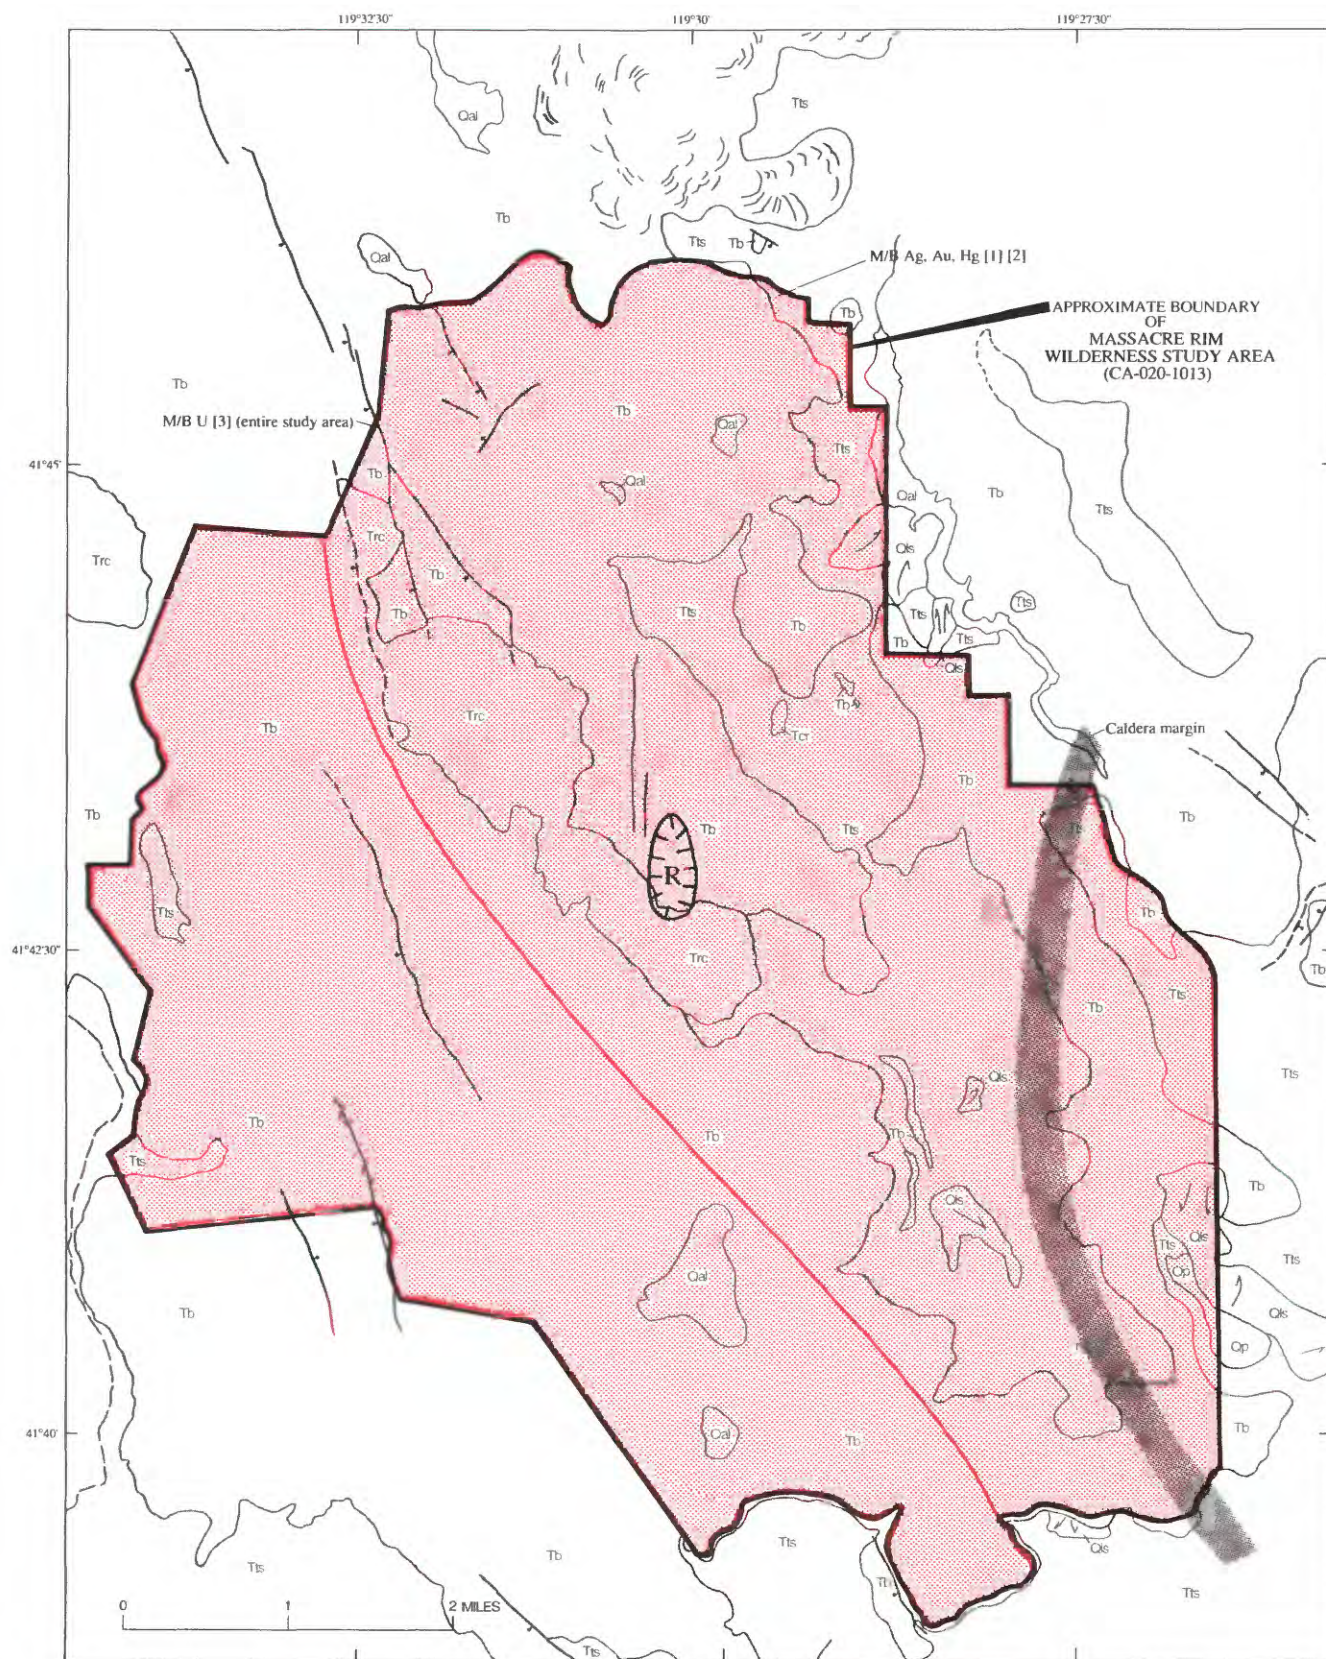 119°32'30" 119°30' 119°27'30"
Qal
Tts
Tb
Tts
Tb
Qal
M/B Ag, Au, Hg [1] [2]
APPROXIMATE BOUNDARY
OF
MASSACRE RIM
WILDERNESS STUDY AREA
(CA-020-1013)
Tb
Tb
Tb
M/B U [3] (entire study area)
Qal
Tts
41°45'
Tb
Qal
Qal
Tb
Tts
Trc
Trc
Qls
Tb
Tb
Tts
Tb
Tts
Tts
Tts
Tb
Qls
Tb
Trc
Tb
Tcr
Caldera margin
Tb
Tb
Tb
Tb
Tts
Tts
R
Tts
Tb
41°42'30"
Trc
Tb
Tts
Tb
Tts
Qls
Tb
Tb
Tb
Tts
Tb
Qls
Qls
Tts
Tts
Qal
Op
Tb
Qls
Op
Tb
41°40'
Qal
Tb
Tts
Tb
Tts
Qls
Tb
Tts
0 1 2 MILES
Tts